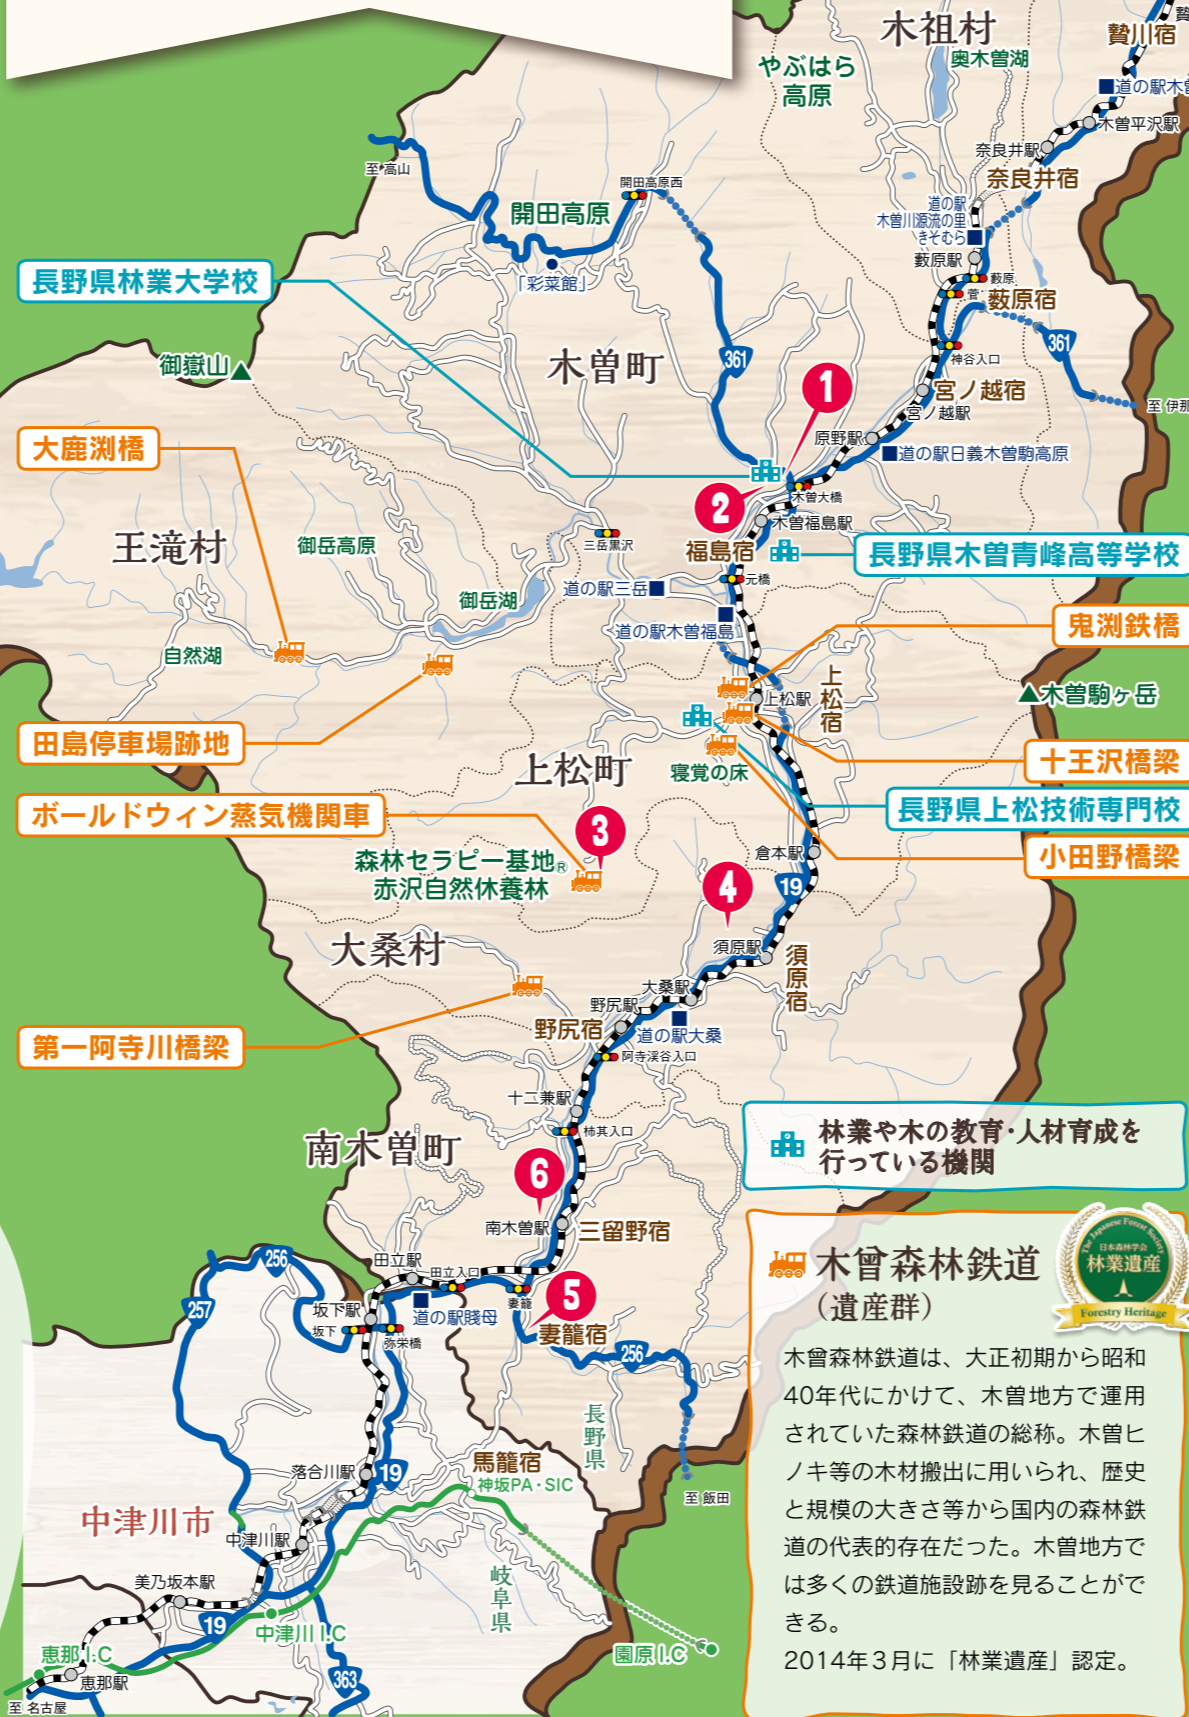 木祖村
奥木曽湖
贄川宿
やぶはら
高原
道の駅木曽
木曽平沢駅
奈良井駅
奈良井宿
至 高山
開田高原西
開田高原
「彩菜館」
道の駅
木曽川源流の里
きそむら
藪原駅
藪原
菅
藪原宿
長野県林業大学校
御嶽山
木曽町
361
361
神谷入口
宮ノ越宿
宮ノ越駅
至 伊那
1
原野駅
道の駅日義木曽駒高原
大鹿渕橋
2
木曽大橋
木曽福島駅
王滝村
御岳高原
三岳黒沢
福島宿
長野県木曽青峰高等学校
道の駅三岳
元橋
御岳湖
道の駅木曽福島
鬼渕鉄橋
自然湖
上松駅
上松宿
木曽駒ヶ岳
田島停車場跡地
上松町
寝覚の床
十王沢橋梁
ボールドウィン蒸気機関車
3
長野県上松技術専門校
森林セラピー基地®
赤沢自然休養林
倉本駅
小田野橋梁
4
19
大桑村
須原駅
須原宿
大桑駅
野尻駅
野尻宿
道の駅大桑
第一阿寺川橋梁
阿寺渓谷入口
十二兼駅
柿其入口
南木曽町
6
南木曽駅
三留野宿
林業や木の教育・人材育成を
行っている機関
256
田立駅
田立入口
257
坂下駅
坂下
弥栄橋
道の駅賤母
妻籠
5
妻籠宿
256
長野県
至 飯田
落合川駅
19
馬籠宿
神坂PA・SIC
中津川市
中津川駅
岐阜県
美乃坂本駅
19
中津川I.C
恵那I.C
恵那駅
園原I.C
363
至 名古屋
木曾森林鉄道
（遺産群）
The Japanese Forest Society
日本森林学会
林業遺産
Forestry Heritage
木曾森林鉄道は、大正初期から昭和
40年代にかけて、木曽地方で運用
されていた森林鉄道の総称。木曽ヒ
ノキ等の木材搬出に用いられ、歴史
と規模の大きさ等から国内の森林鉄
道の代表的存在だった。木曽地方で
は多くの鉄道施設跡を見ることがで
きる。
2014年3月に「林業遺産」認定。